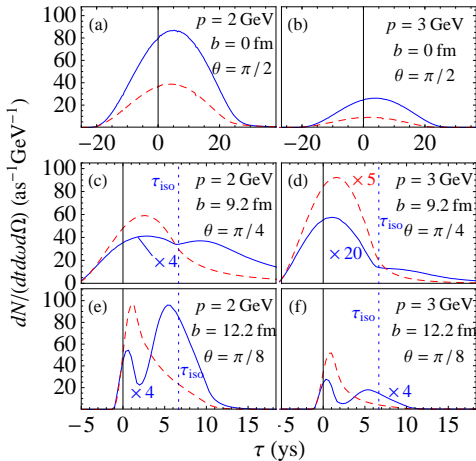 (a) p = 2 GeV
b = 0 fm
θ = π/2
(b) p = 3 GeV
b = 0 fm
θ = π/2
80
60
40
20
0
−20 0 20
−20 0 20
dN/(dtdωdΩ) (as⁻¹GeV⁻¹)
(c) p = 2 GeV
τiso b = 9.2 fm
θ = π/4
×4
(d) ×5 p = 3 GeV
τiso b = 9.2 fm
θ = π/4
×20
100
80
60
40
20
0
(e) p = 2 GeV
b = 12.2 fm
θ = π/8
τiso
×4
(f) p = 3 GeV
τiso
b = 12.2 fm
θ = π/8
×4
100
80
60
40
20
−5 0 5 10 15
−5 0 5 10 15
τ (ys)
τ (ys)